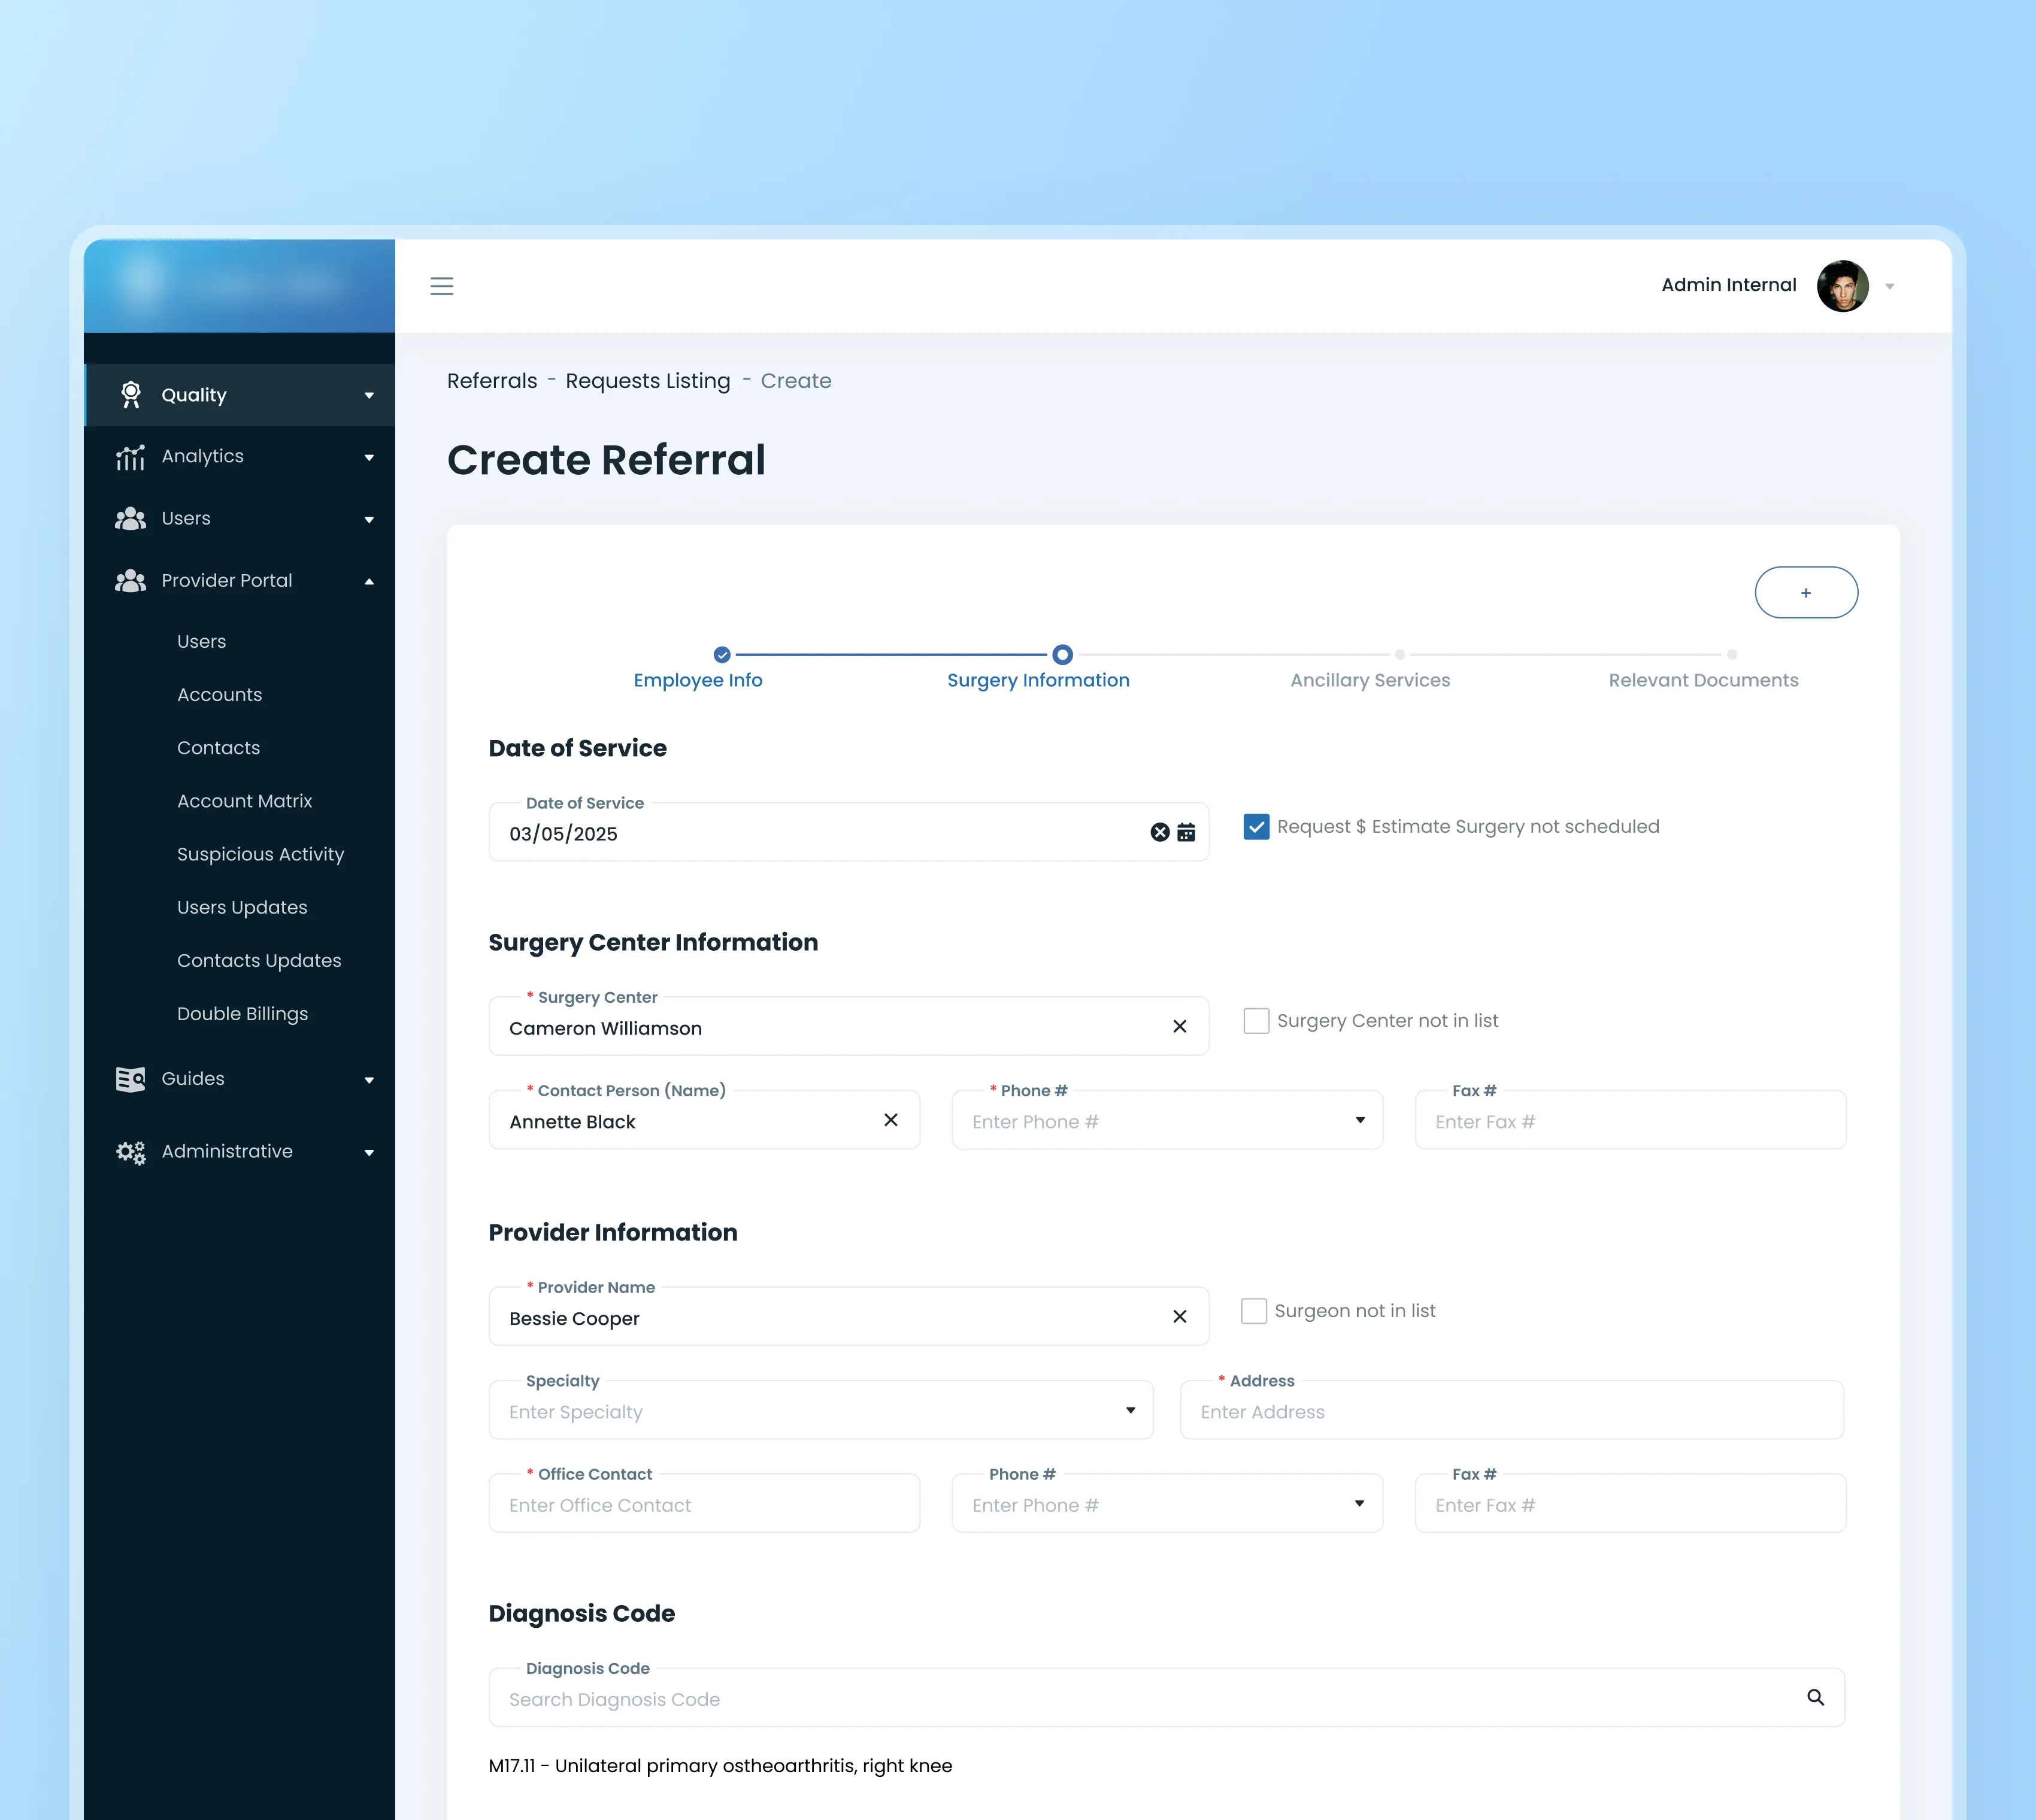 Admin Internal
Quality
Analytics
Users
Provider Portal
Users
Accounts
Contacts
Account Matrix
Suspicious Activity
Users Updates
Contacts Updates
Double Billings
Guides
Administrative
Referrals - Requests Listing - Create
Create Referral
+
Employee Info
Surgery Information
Ancillary Services
Relevant Documents
Date of Service
Date of Service
03/05/2025
Request $ Estimate Surgery not scheduled
Surgery Center Information
* Surgery Center
Cameron Williamson
Surgery Center not in list
* Contact Person (Name)
Annette Black
* Phone #
Enter Phone #
Fax #
Enter Fax #
Provider Information
* Provider Name
Bessie Cooper
Surgeon not in list
Specialty
Enter Specialty
* Address
Enter Address
* Office Contact
Enter Office Contact
Phone #
Enter Phone #
Fax #
Enter Fax #
Diagnosis Code
Diagnosis Code
Search Diagnosis Code
M17.11 - Unilateral primary ostheoarthritis, right knee